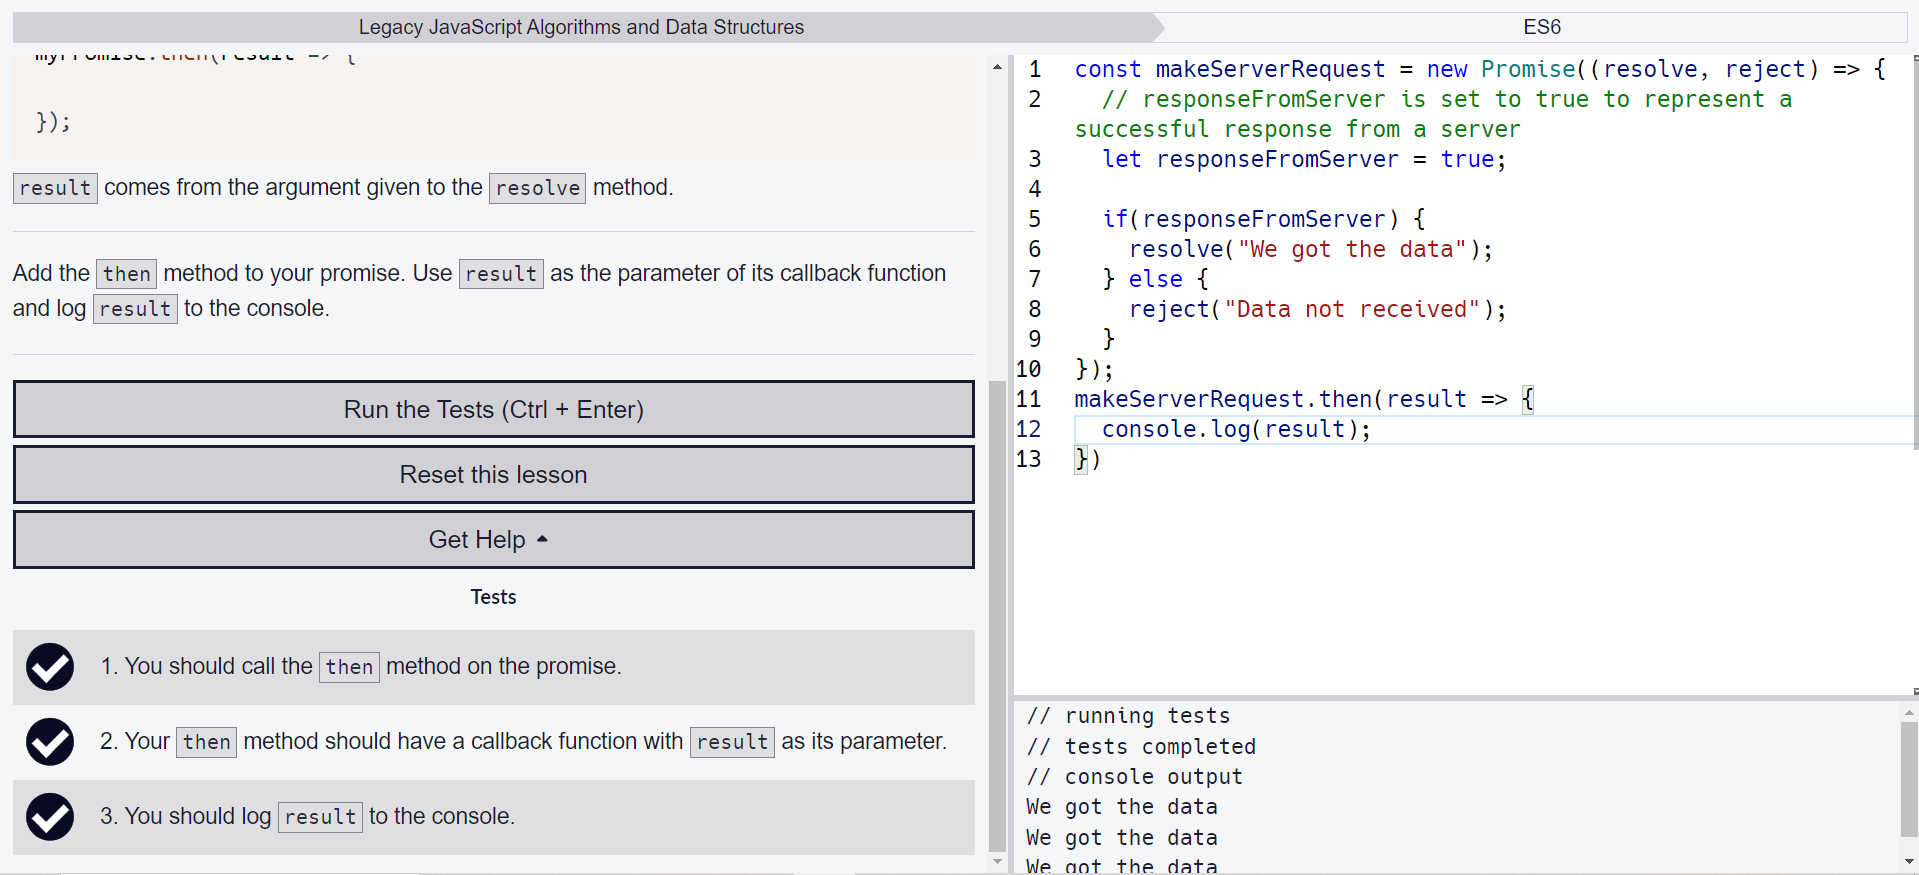 Legacy JavaScript Algorithms and Data Structures
ES6
myPromise.then(result => {
});
result comes from the argument given to the resolve method.
Add the then method to your promise. Use result as the parameter of its callback function
and log result to the console.
Run the Tests (Ctrl + Enter)
Reset this lesson
Get Help
Tests
1. You should call the then method on the promise.
2. Your then method should have a callback function with result as its parameter.
3. You should log result to the console.
1 const makeServerRequest = new Promise((resolve, reject) => {
2 // responseFromServer is set to true to represent a
successful response from a server
3 let responseFromServer = true;
4
5 if(responseFromServer) {
6 resolve("We got the data");
7 } else {
8 reject("Data not received");
9 }
10 });
11 makeServerRequest.then(result => {
12 console.log(result);
13 })
// running tests
// tests completed
// console output
We got the data
We got the data
We got the data